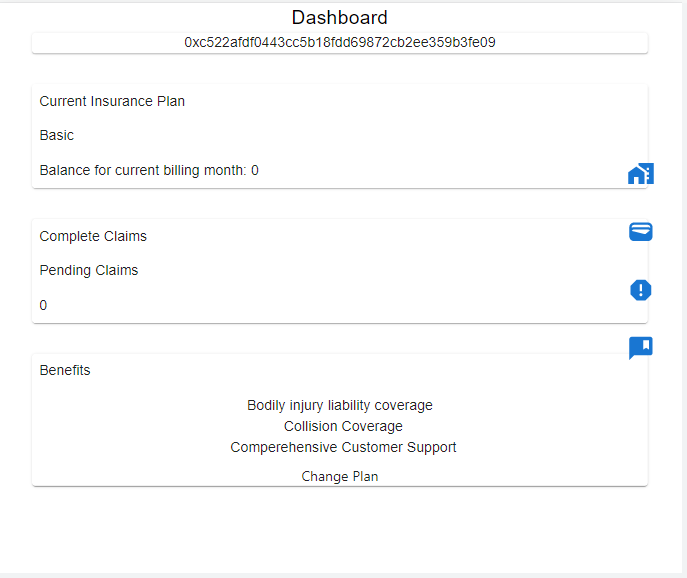 Dashboard
0xc522afdf0443cc5b18fdd69872cb2ee359b3fe09
Current Insurance Plan
Basic
Balance for current billing month: 0
Complete Claims
Pending Claims
0
Benefits
Bodily injury liability coverage
Collision Coverage
Comperehensive Customer Support
Change Plan